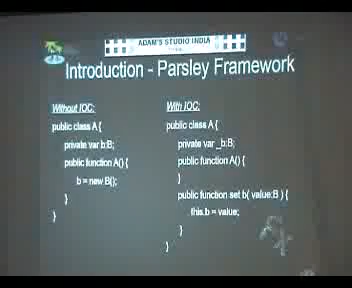 ADAM'S STUDIO INDIA
Introduction - Parsley Framework
Without IOC:
public class A {
private var b:B;
public function A() {
b = new B();
}
}
With IOC:
public class A {
private var _b:B;
public function A() {
}
public function set b( value:B ) {
this.b = value;
}
}